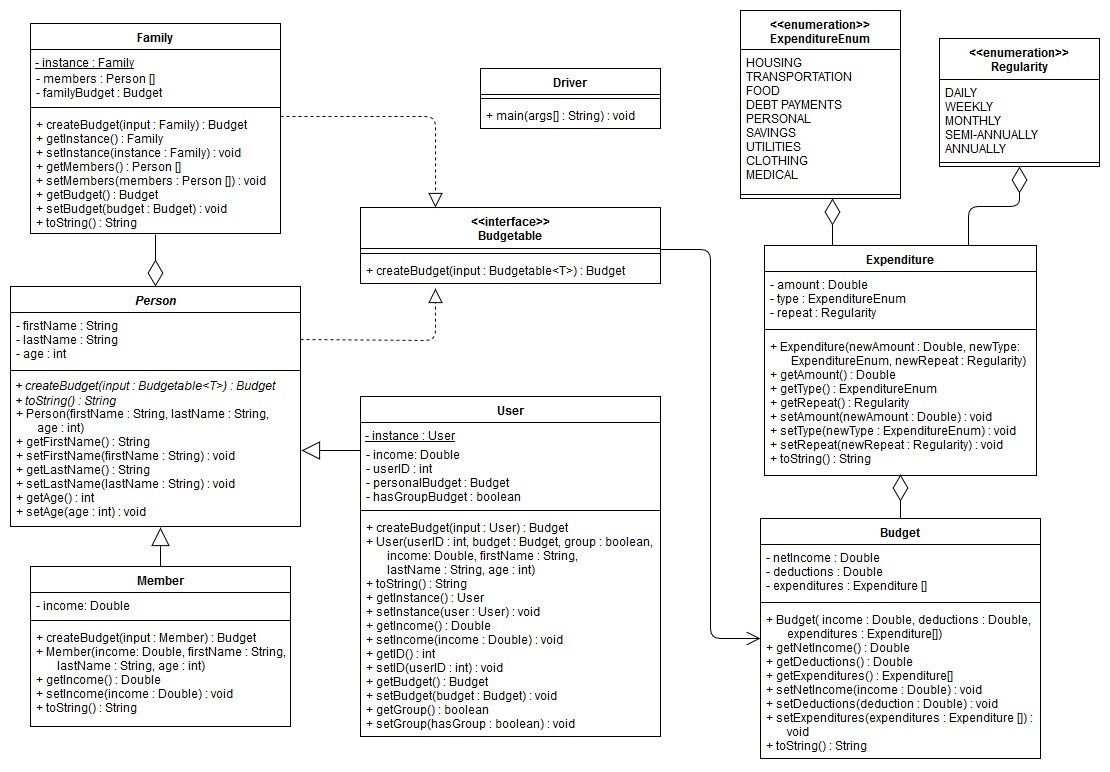 Family
- instance : Family
- members : Person []
- familyBudget : Budget
+ createBudget(input : Family) : Budget
+ getInstance() : Family
+ setInstance(instance : Family) : void
+ getMembers() : Person []
+ setMembers(members : Person []) : void
+ getBudget() : Budget
+ setBudget(budget : Budget) : void
+ toString() : String
Driver
+ main(args[] : String) : void
<<enumeration>>
ExpenditureEnum
HOUSING
TRANSPORTATION
FOOD
DEBT PAYMENTS
PERSONAL
SAVINGS
UTILITIES
CLOTHING
MEDICAL
<<enumeration>>
Regularity
DAILY
WEEKLY
MONTHLY
SEMI-ANNUALLY
ANNUALLY
<<interface>>
Budgetable
+ createBudget(input : Budgetable<T>) : Budget
Person
- firstName : String
- lastName : String
- age : int
+ createBudget(input : Budgetable<T>) : Budget
+ toString() : String
+ Person(firstName : String, lastName : String,
age : int)
+ getFirstName() : String
+ setFirstName(firstName : String) : void
+ getLastName() : String
+ setLastName(lastName : String) : void
+ getAge() : int
+ setAge(age : int) : void
Expenditure
- amount : Double
- type : ExpenditureEnum
- repeat : Regularity
+ Expenditure(newAmount : Double, newType:
ExpenditureEnum, newRepeat : Regularity)
+ getAmount() : Double
+ getType() : ExpenditureEnum
+ getRepeat() : Regularity
+ setAmount(newAmount : Double) : void
+ setType(newType : ExpenditureEnum) : void
+ setRepeat(newRepeat : Regularity) : void
+ toString() : String
User
- instance : User
- income: Double
- userID : int
- personalBudget : Budget
- hasGroupBudget : boolean
+ createBudget(input : User) : Budget
+ User(userID : int, budget : Budget, group : boolean,
income: Double, firstName : String,
lastName : String, age : int)
+ toString() : String
+ getInstance() : User
+ setInstance(user : User) : void
+ getIncome() : Double
+ setIncome(income : Double) : void
+ getID() : int
+ setID(userID : int) : void
+ getBudget() : Budget
+ setBudget(budget : Budget) : void
+ getGroup() : boolean
+ setGroup(hasGroup : boolean) : void
Member
- income: Double
+ createBudget(input : Member) : Budget
+ Member(income: Double, firstName : String,
lastName : String, age : int)
+ getIncome() : Double
+ setIncome(income : Double) : void
+ toString() : String
Budget
- netIncome : Double
- deductions : Double
- expenditures : Expenditure []
+ Budget( income : Double, deductions : Double,
expenditures : Expenditure[])
+ getNetIncome() : Double
+ getDeductions() : Double
+ getExpenditures() : Expenditure[]
+ setNetIncome(income : Double) : void
+ setDeductions(deduction : Double) : void
+ setExpenditures(expenditures : Expenditure []) :
void
+ toString() : String